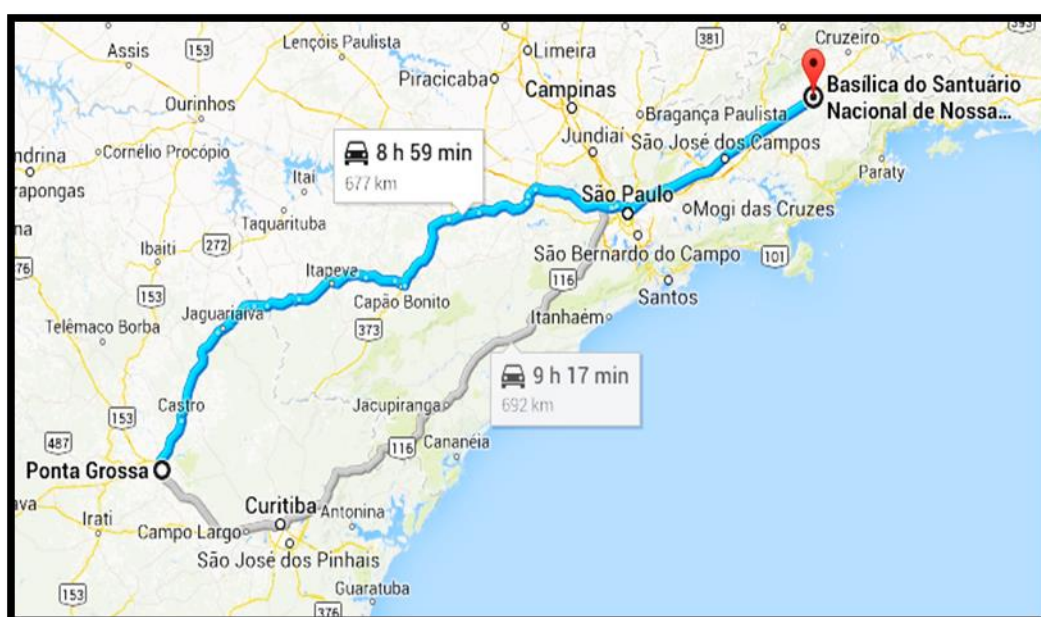 Assis
153
Lençois Paulista
Limeira
381
Cruzeiro
393
Piracicaba
Campinas
Basílica do Santuário
Nacional de Nossa...
Ourinhos
Bragança Paulista
8 h 59 min
677 km
Jundiaí
São José dos Campos
ndrina
Cornélio Procópio
rapongas
Itaí
Paraty
Taquarituba
São Paulo
Mogi das Cruzes
na
Ibaiti
272
São Bernardo do Campo
101
376
Itapeva
116
Santos
153
Jaguariaíva
Capão Bonito
Itanhaém
Telêmaco Borba
373
9 h 17 min
692 km
Castro
Jacupiranga
153
487
116
Cananéia
Ponta Grossa
ava
Curitiba
Irati
Campo Largo
Antonina
São José dos Pinhais
153
Guaratuba
376